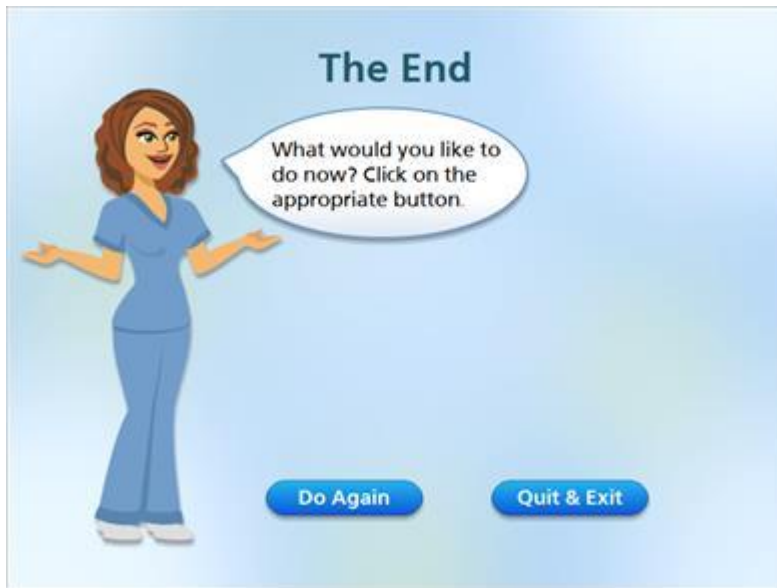 The End
What would you like to
do now? Click on the
appropriate button.
Do Again
Quit & Exit